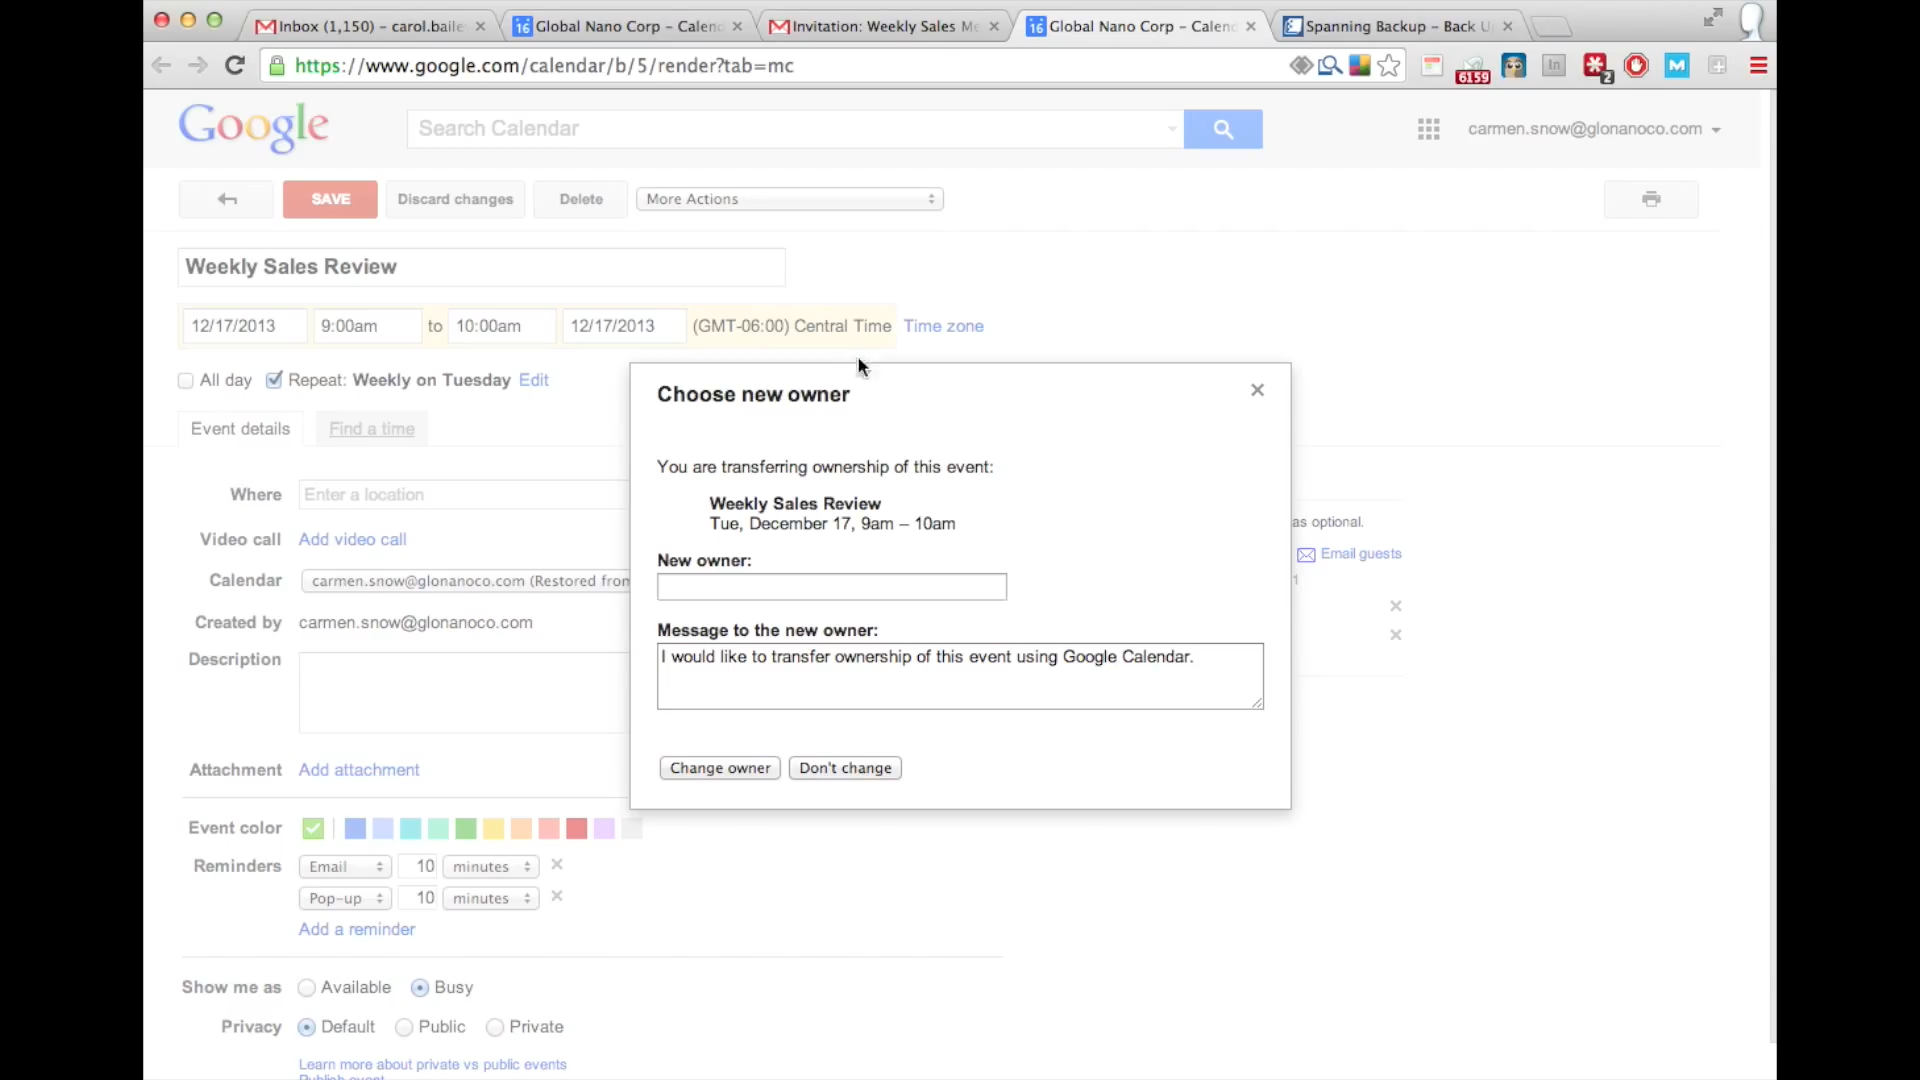 Inbox (1,150) – carol.baile
Global Nano Corp – Calend
Invitation: Weekly Sales Me
Global Nano Corp – Calend
Spanning Backup – Back U
https://www.google.com/calendar/b/5/render?tab=mc
6159
In
2
M
Google
Search Calendar
carmen.snow@glonanoco.com
SAVE
Discard changes
Delete
More Actions
Weekly Sales Review
12/17/2013 9:00am to 10:00am 12/17/2013 (GMT-06:00) Central Time Time zone
All day Repeat: Weekly on Tuesday Edit
Event details Find a time
Where Enter a location
Video call Add video call
Calendar carmen.snow@glonanoco.com (Restored from
Created by carmen.snow@glonanoco.com
Description
Attachment Add attachment
Event color
Reminders Email 10 minutes
Pop-up 10 minutes
Add a reminder
Show me as Available Busy
Privacy Default Public Private
Learn more about private vs public events
Publish event
Choose new owner
You are transferring ownership of this event:
Weekly Sales Review
Tue, December 17, 9am – 10am
New owner:
Message to the new owner:
I would like to transfer ownership of this event using Google Calendar.
Change owner Don't change
as optional.
Email guests
1